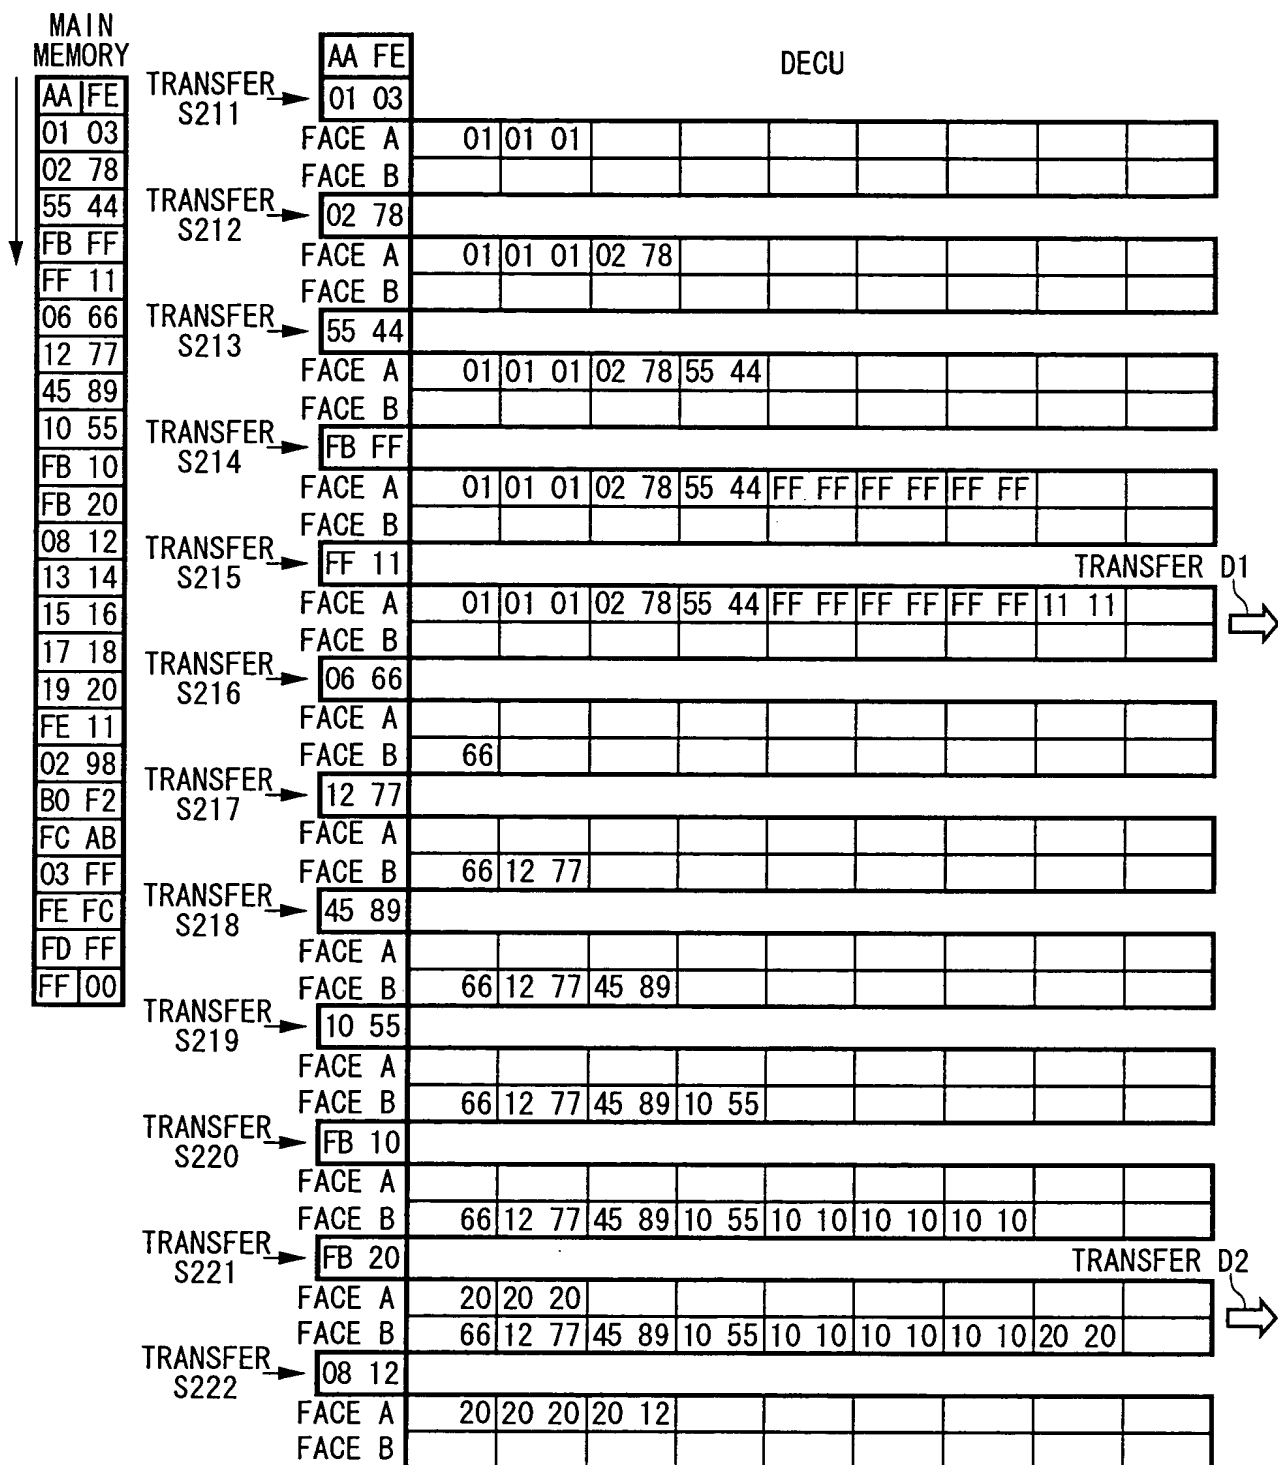 MAIN
MEMORY
AA FE
01 03
02 78
55 44
FB FF
FF 11
06 66
12 77
45 89
10 55
FB 10
FB 20
08 12
13 14
15 16
17 18
19 20
FE 11
02 98
B0 F2
FC AB
03 FF
FE FC
FD FF
FF 00
DECU
AA FE
TRANSFER S211 01 03
FACE A 01 01 01
FACE B
TRANSFER S212 02 78
FACE A 01 01 01 02 78
FACE B
TRANSFER S213 55 44
FACE A 01 01 01 02 78 55 44
FACE B
TRANSFER S214 FB FF
FACE A 01 01 01 02 78 55 44 FF FF FF FF FF FF
FACE B
TRANSFER S215 FF 11
TRANSFER D1
FACE A 01 01 01 02 78 55 44 FF FF FF FF FF FF 11 11
FACE B
TRANSFER S216 06 66
FACE A
FACE B 66
TRANSFER S217 12 77
FACE A
FACE B 66 12 77
TRANSFER S218 45 89
FACE A
FACE B 66 12 77 45 89
TRANSFER S219 10 55
FACE A
FACE B 66 12 77 45 89 10 55
TRANSFER S220 FB 10
FACE A
FACE B 66 12 77 45 89 10 55 10 10 10 10 10 10
TRANSFER S221 FB 20
TRANSFER D2
FACE A 20 20 20
FACE B 66 12 77 45 89 10 55 10 10 10 10 10 10 20 20
TRANSFER S222 08 12
FACE A 20 20 20 20 12
FACE B